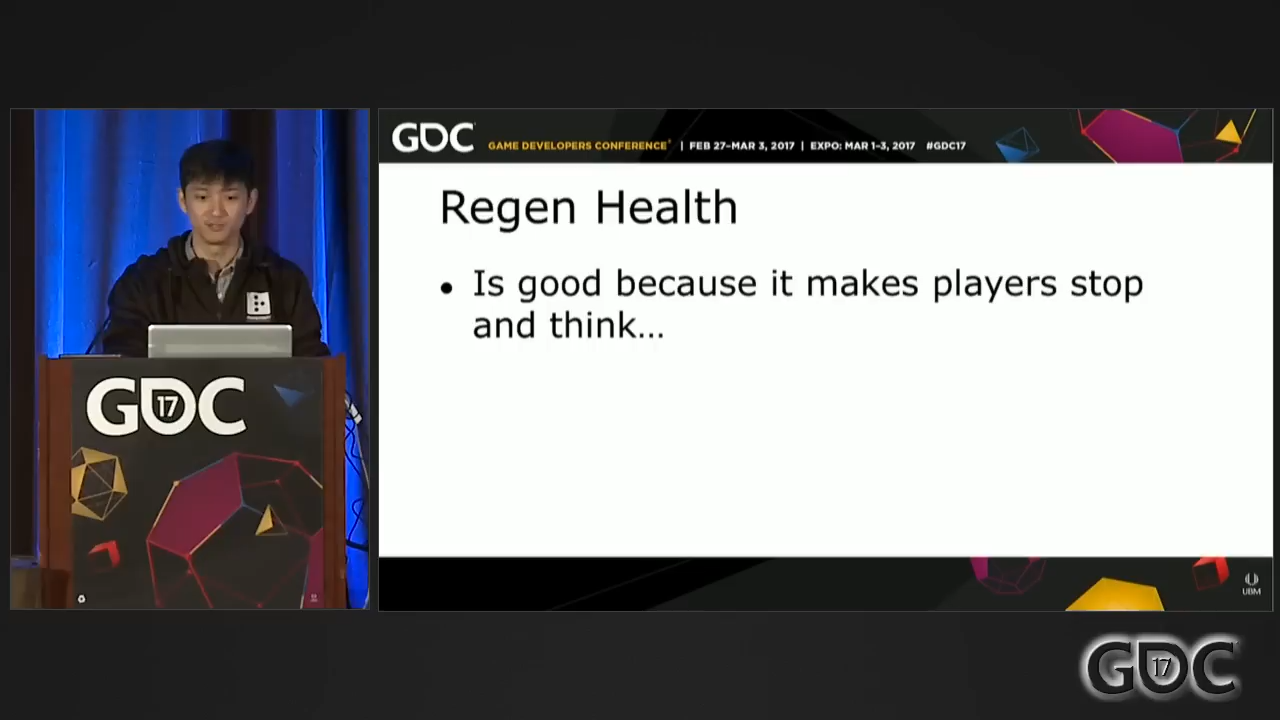 GDC GAME DEVELOPERS CONFERENCE | FEB 27–MAR 3, 2017 | EXPO: MAR 1–3, 2017 #GDC17
Regen Health
• Is good because it makes players stop
and think…
GDC
17
UBM
GDC
17